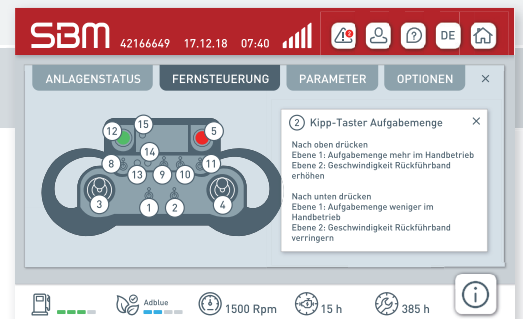 SBM 42166649 17.12.18 07:40 2 DE
ANLAGENSTATUS FERNSTEUERUNG PARAMETER OPTIONEN ×
12 15 5
14
8 13 9 10 11
3 1 2 4
2 Kipp-Taster Aufgabemenge ×
Nach oben drücken
Ebene 1: Aufgabemenge mehr im Handbetrieb
Ebene 2: Geschwindigkeit Rückführband
erhöhen
Nach unten drücken
Ebene 1: Aufgabemenge weniger im
Handbetrieb
Ebene 2: Geschwindigkeit Rückführband
verringern
Adblue 1500 Rpm 15 h 385 h